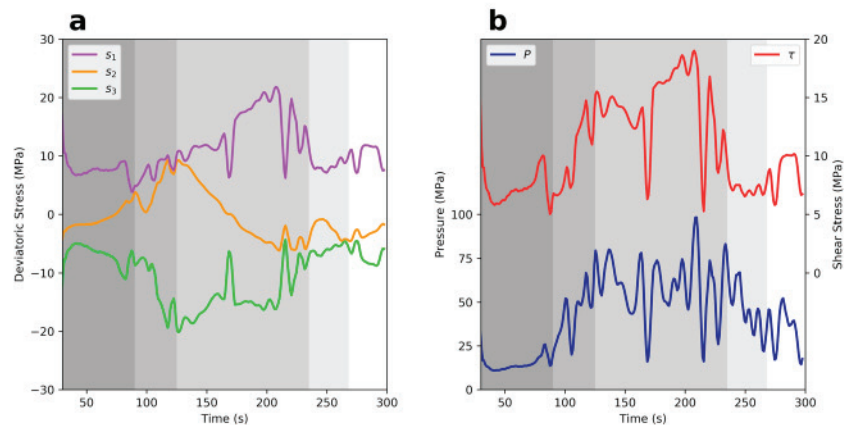 a
30
20
10
0
−10
−20
−30
Deviatoric Stress (MPa)
s1
s2
s3
50
100
150
200
250
300
Time (s)
b
100
75
50
25
0
Pressure (MPa)
P
τ
20
15
10
5
0
Shear Stress (MPa)
50
100
150
200
250
300
Time (s)